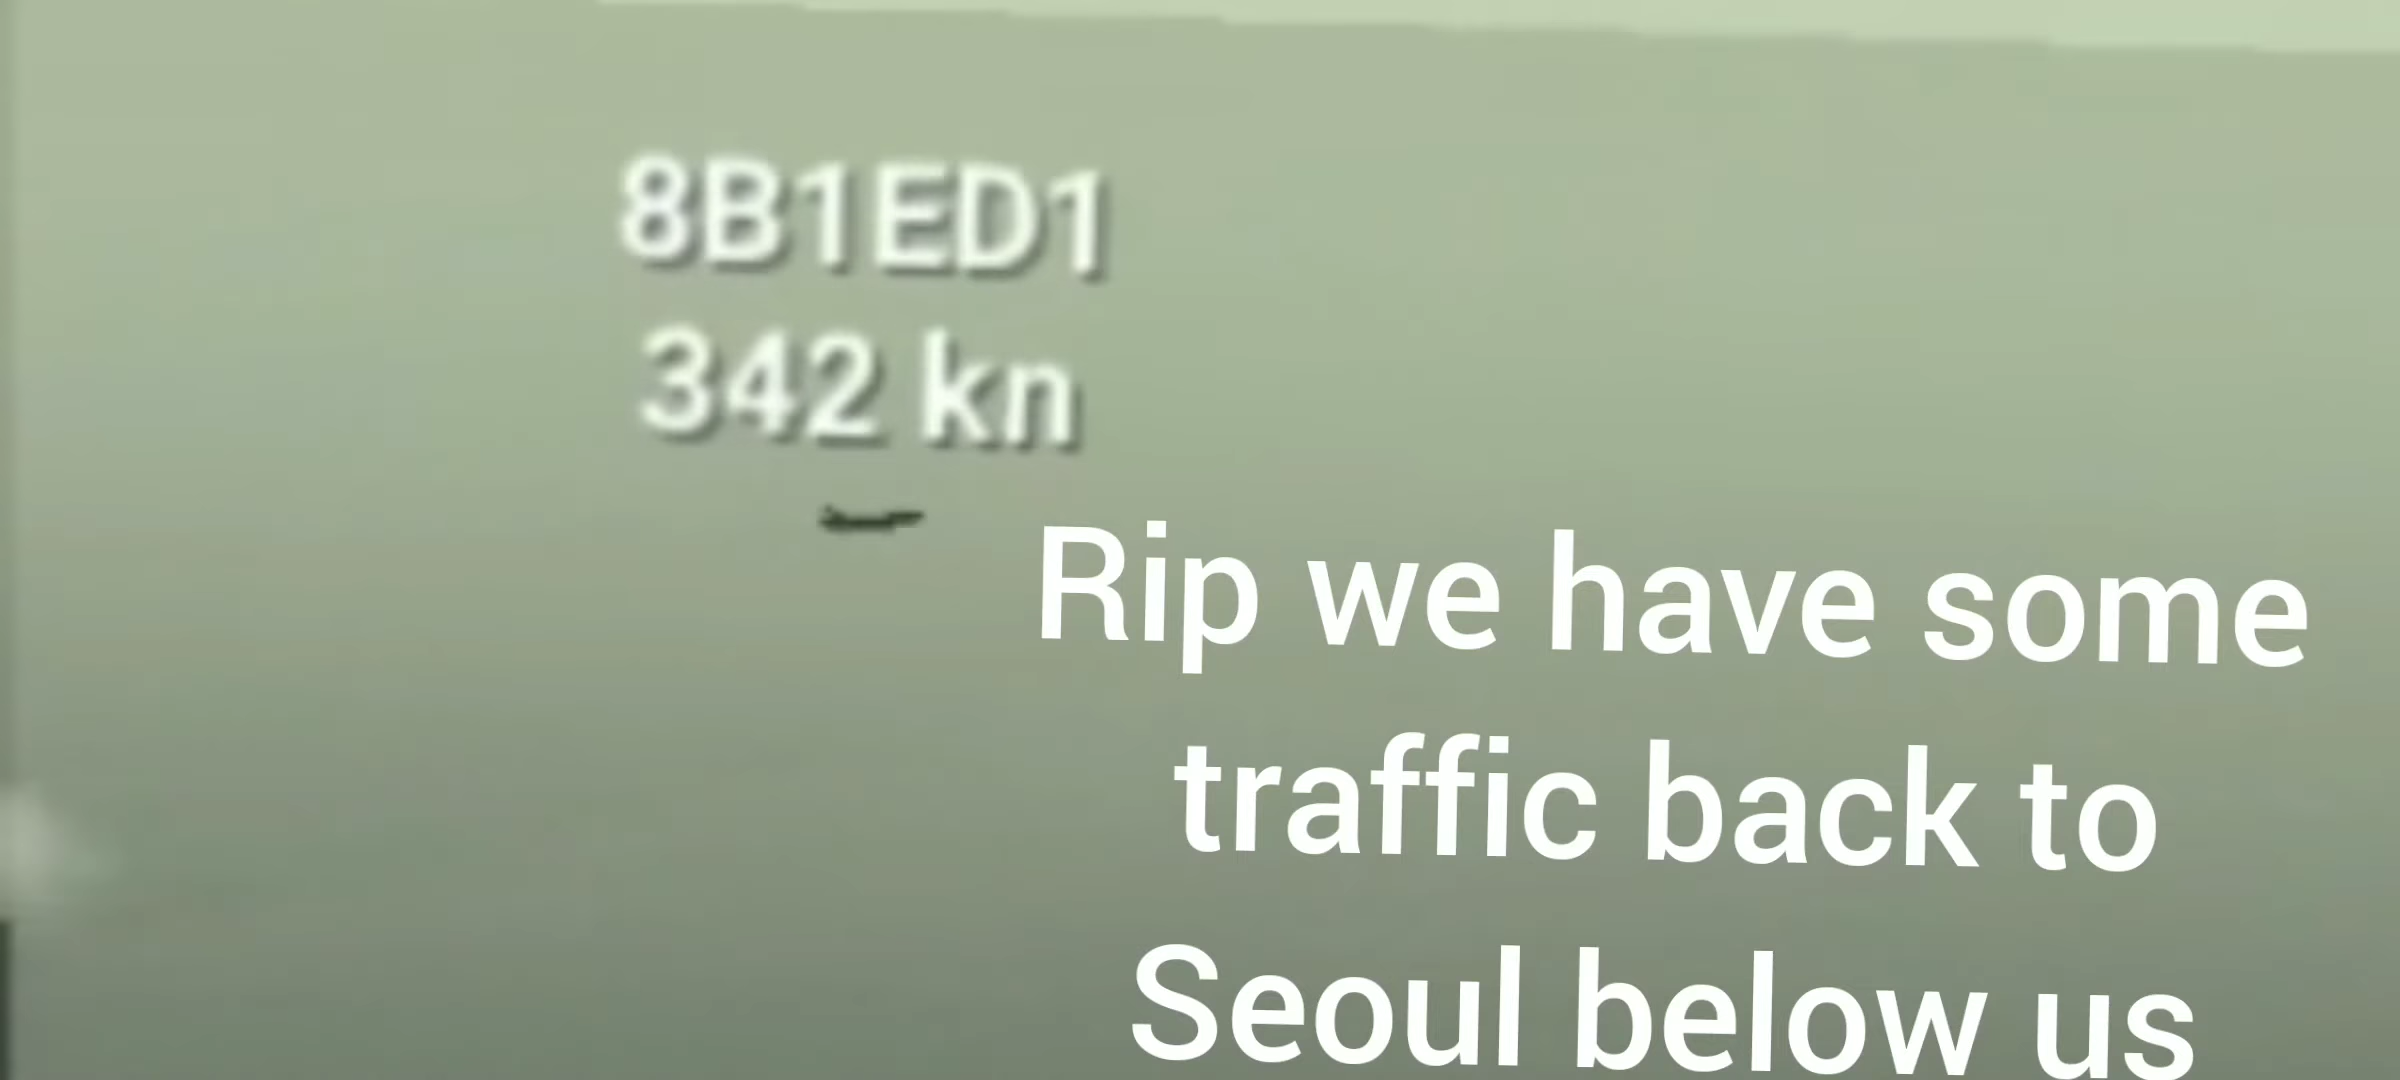 8B1ED1
342 kn
Rip we have some
traffic back to
Seoul below us